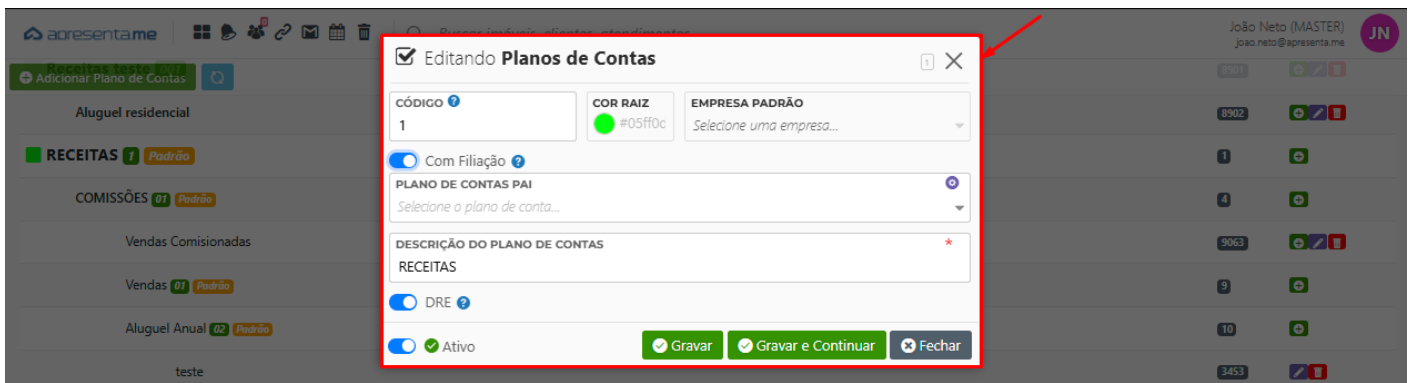 apresenta.me
Buscar imóveis, clientes, atendimentos
João Neto (MASTER)
joao.neto@apresenta.me
JN
Receitas teste 001
8901
Adicionar Plano de Contas
Aluguel residencial
8902
RECEITAS 1 Padrão
1
COMISSÕES 01 Padrão
4
Vendas Comisionadas
9063
Vendas 01 Padrão
9
Aluguel Anual 02 Padrão
10
teste
3453
Editando Planos de Contas
1
CÓDIGO
1
COR RAIZ
#05ff0c
EMPRESA PADRÃO
Selecione uma empresa...
Com Filiação
PLANO DE CONTAS PAI
Selecione o plano de conta...
DESCRIÇÃO DO PLANO DE CONTAS *
RECEITAS
DRE
Ativo
Gravar
Gravar e Continuar
Fechar